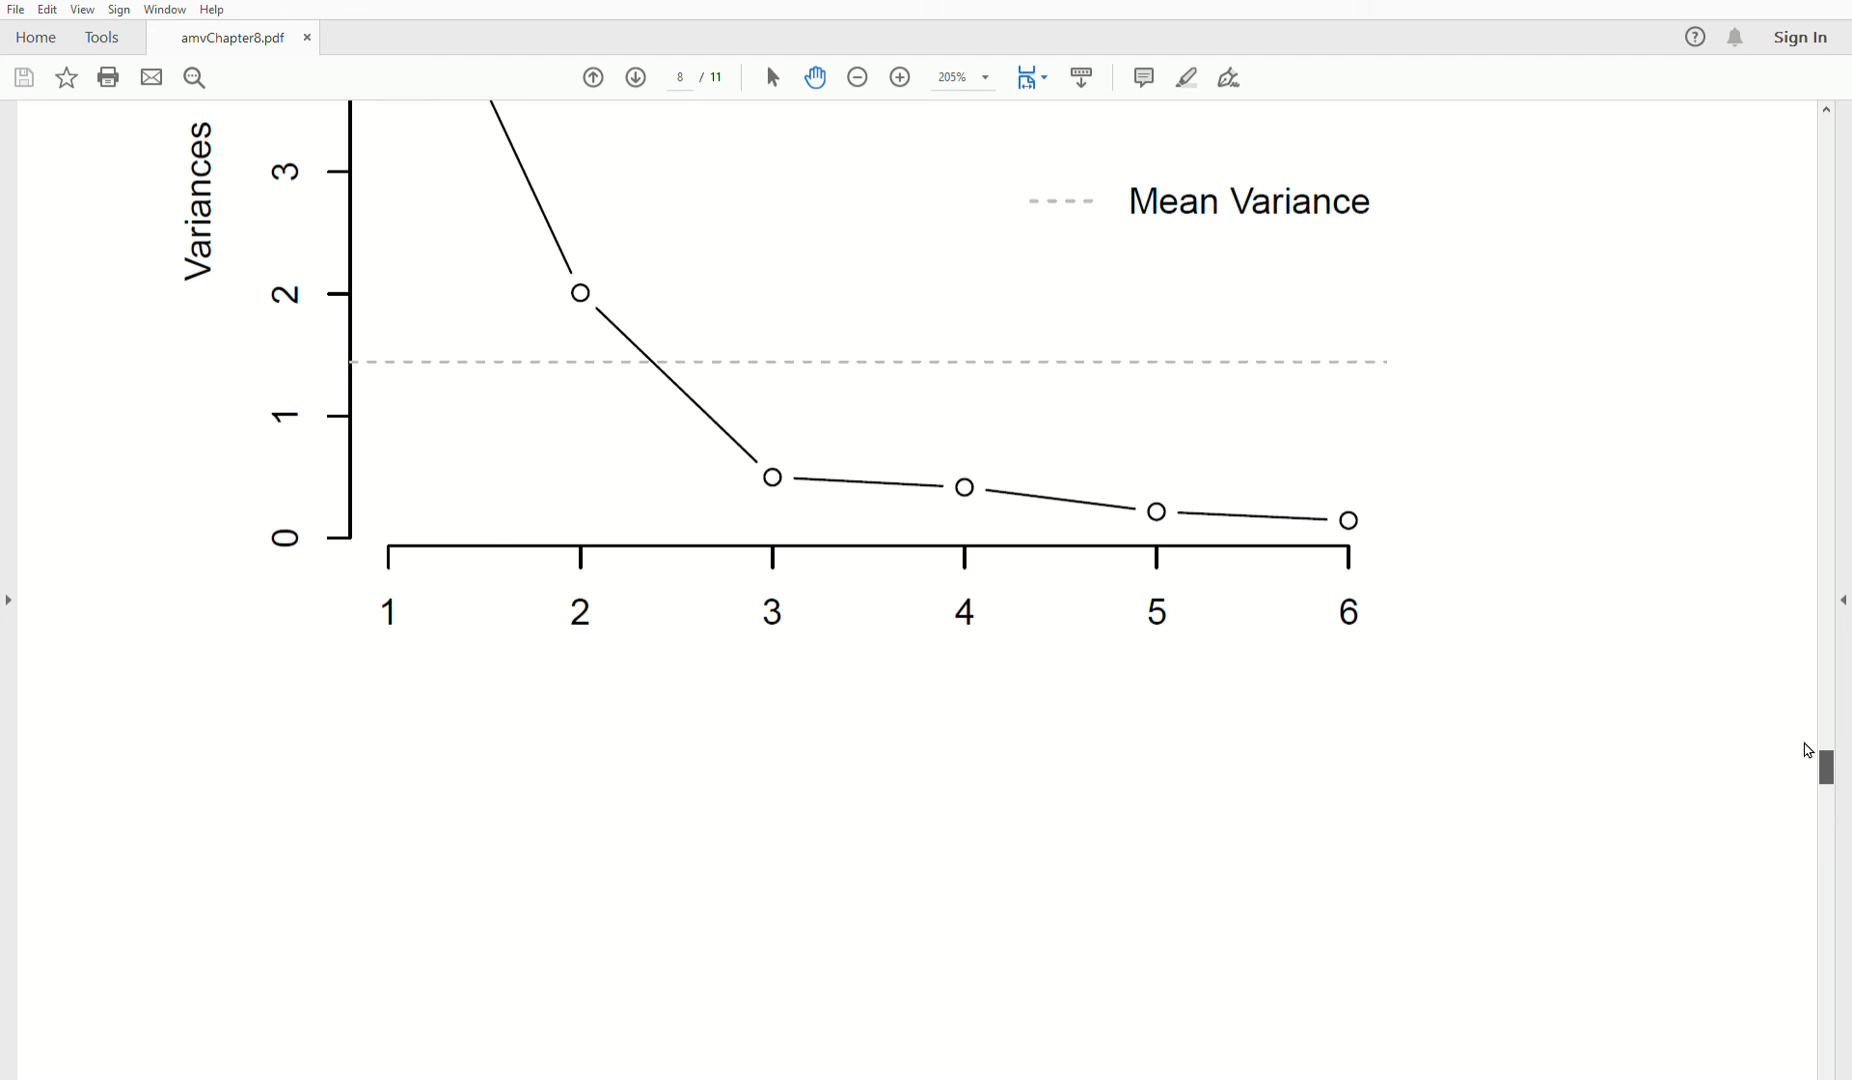 File Edit View Sign Window Help
Home Tools amvChapter8.pdf × ? Sign In
8 / 11 205%
Variances
3
Mean Variance
2
1
0
1 2 3 4 5 6